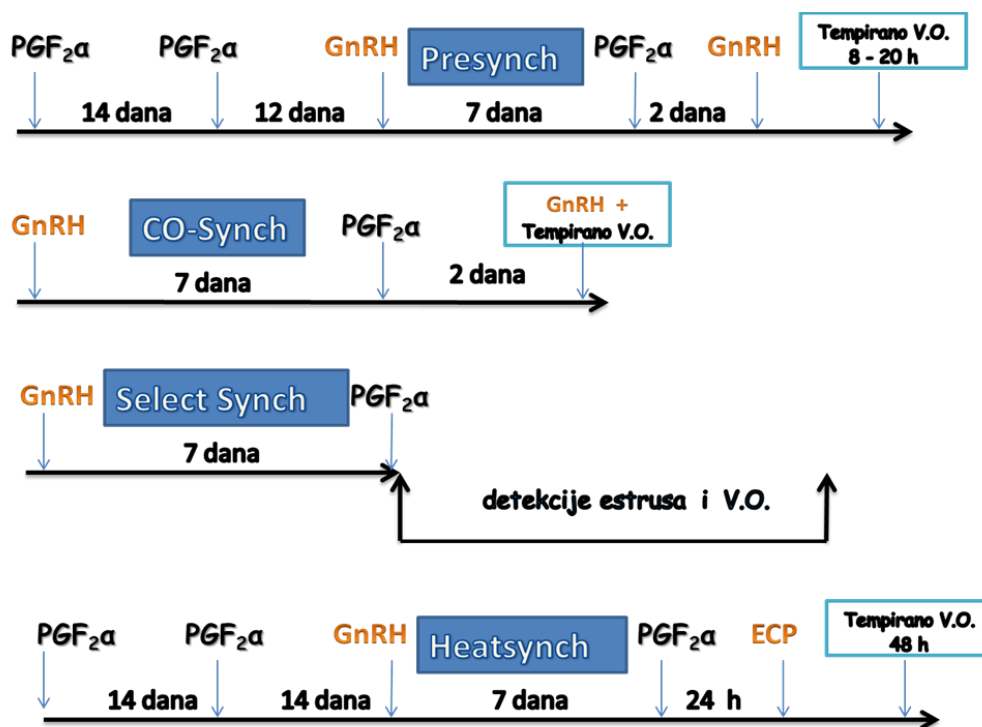 PGF₂α PGF₂α GnRH Presynch PGF₂α GnRH Tempirano V.O.
8 - 20 h
14 dana 12 dana 7 dana 2 dana
GnRH CO-Synch PGF₂α GnRH +
Tempirano V.O.
7 dana 2 dana
GnRH Select Synch PGF₂α
7 dana
detekcije estrusa i V.O.
PGF₂α PGF₂α GnRH Heatsynch PGF₂α ECP Tempirano V.O.
48 h
14 dana 14 dana 7 dana 24 h